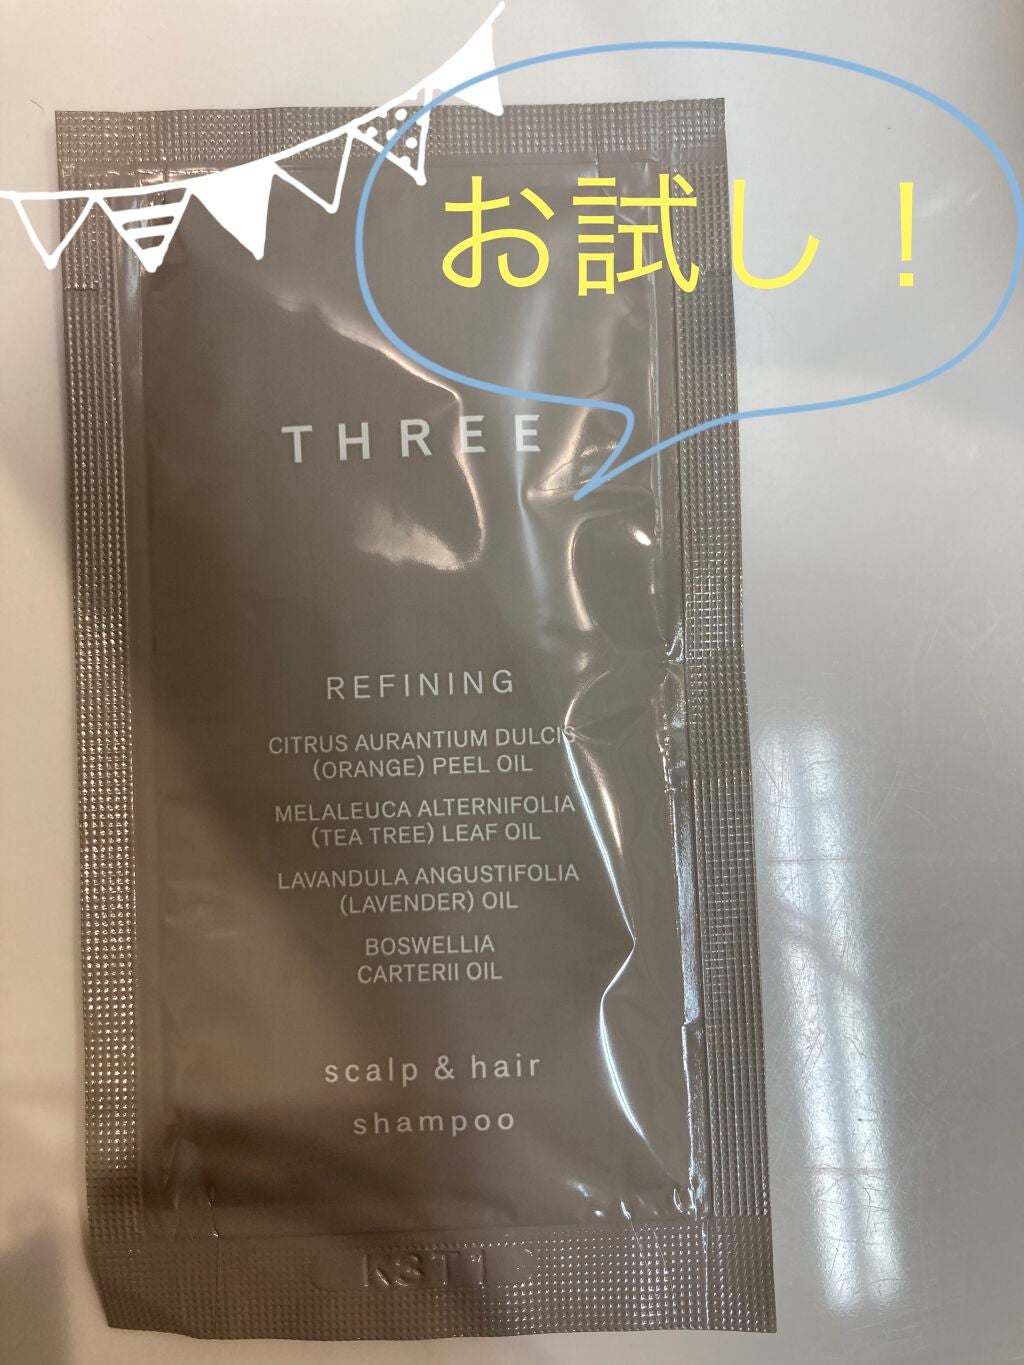 お試し！
THREE
REFINING
CITRUS AURANTIUM DULCIS
(ORANGE) PEEL OIL
MELALEUCA ALTERNIFOLIA
(TEA TREE) LEAF OIL
LAVANDULA ANGUSTIFOLIA
(LAVENDER) OIL
BOSWELLIA
CARTERII OIL
scalp & hair
shampoo
K3T1